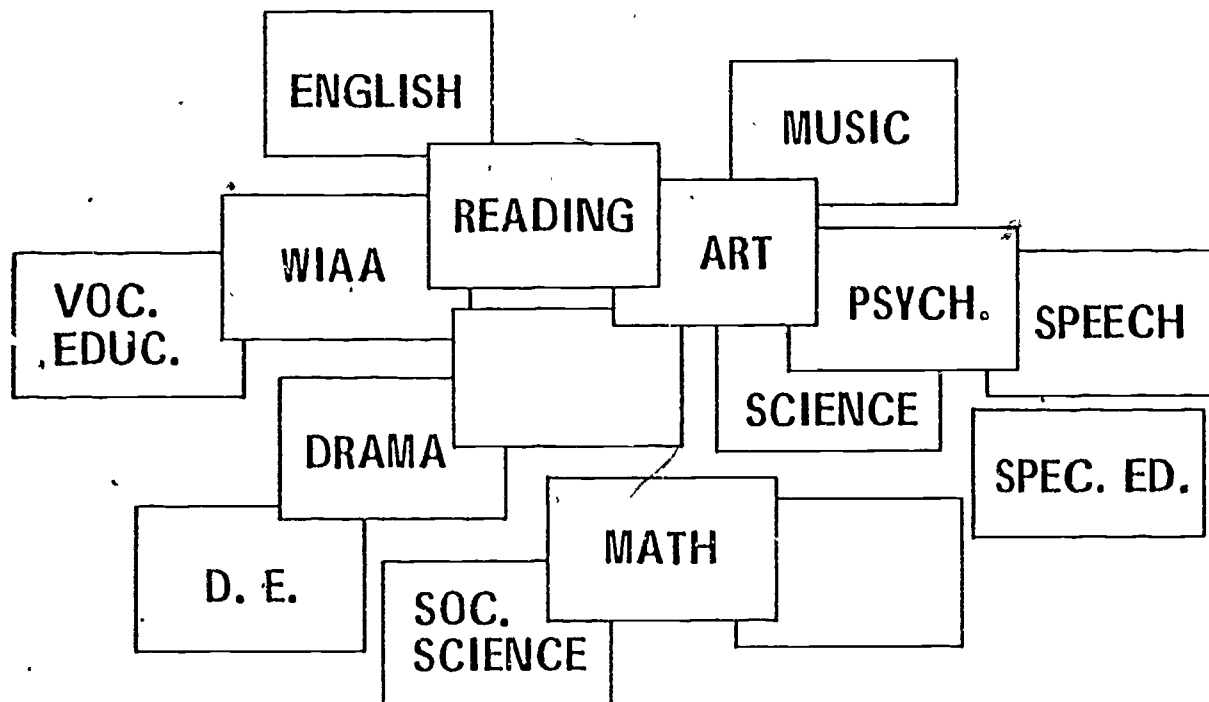 ENGLISH
MUSIC
READING
ART
WIAA
VOC.
EDUC.
PSYCH.
SPEECH
SCIENCE
DRAMA
SPEC. ED.
MATH
D. E.
SOC.
SCIENCE